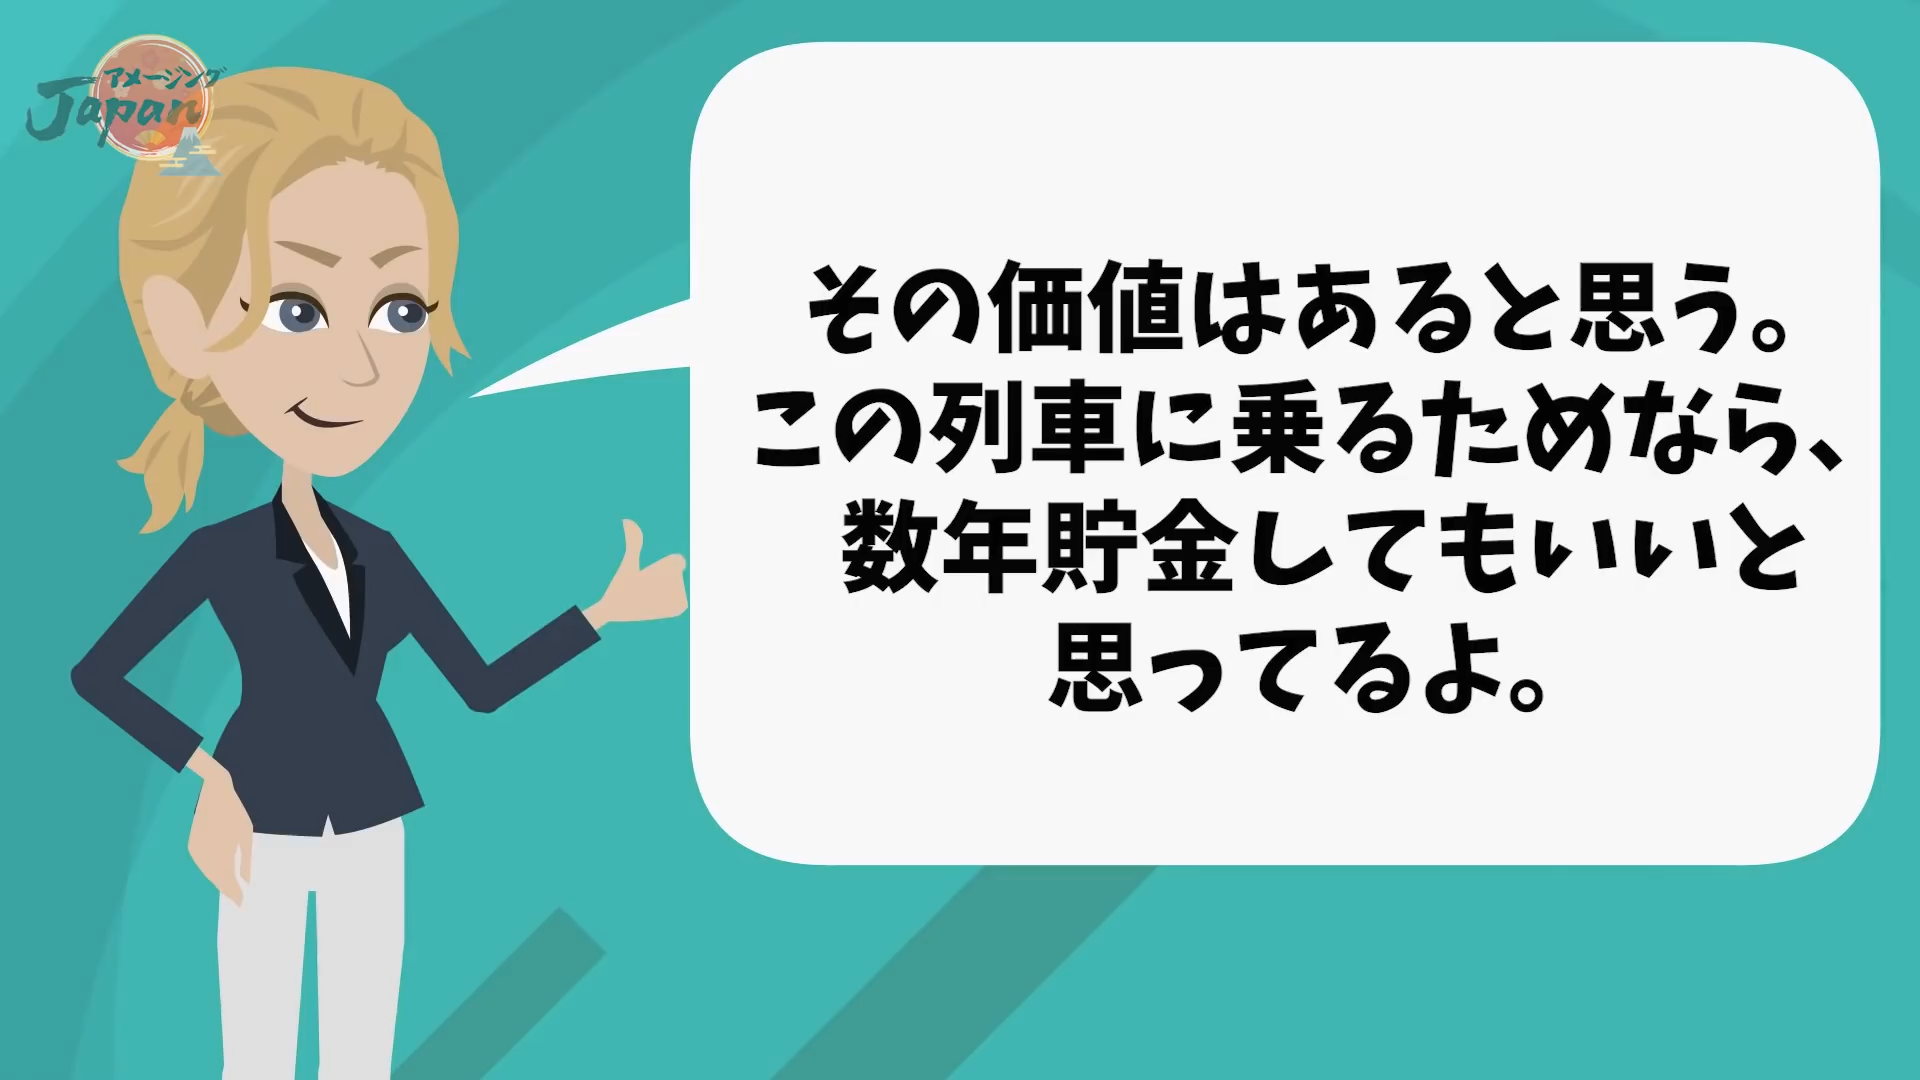 アメージング
Japan
その価値はあると思う。
この列車に乗るためなら、
数年貯金してもいいと
思ってるよ。